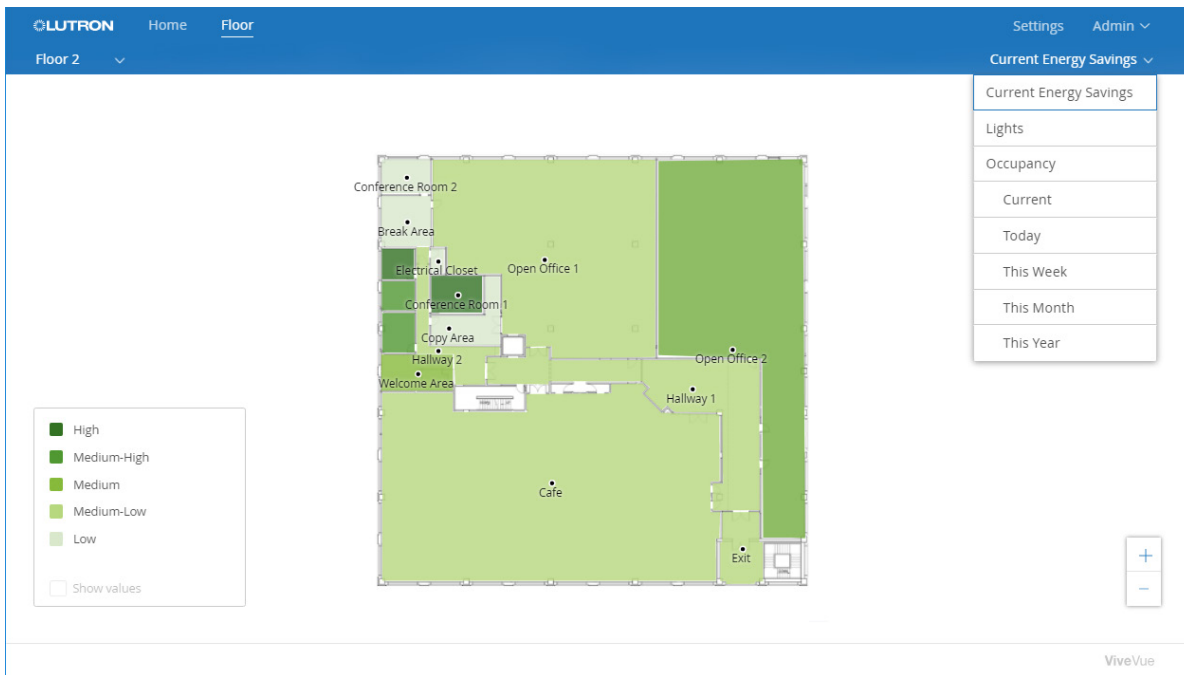 LUTRON Home Floor Settings Admin
Floor 2 Current Energy Savings
Current Energy Savings
Lights
Occupancy
Current
Today
This Week
This Month
This Year
Conference Room 2
Break Area
Electrical Closet
Open Office 1
Conference Room 1
Copy Area
Hallway 2
Open Office 2
Welcome Area
Hallway 1
Cafe
Exit
High
Medium-High
Medium
Medium-Low
Low
Show values
+
−
ViveVue